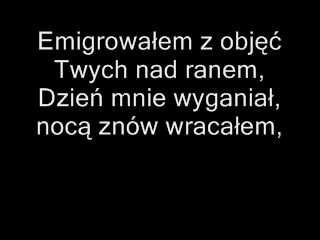 Emigrowałem z objęć
Twych nad ranem,
Dzień mnie wyganiał,
nocą znów wracałem,